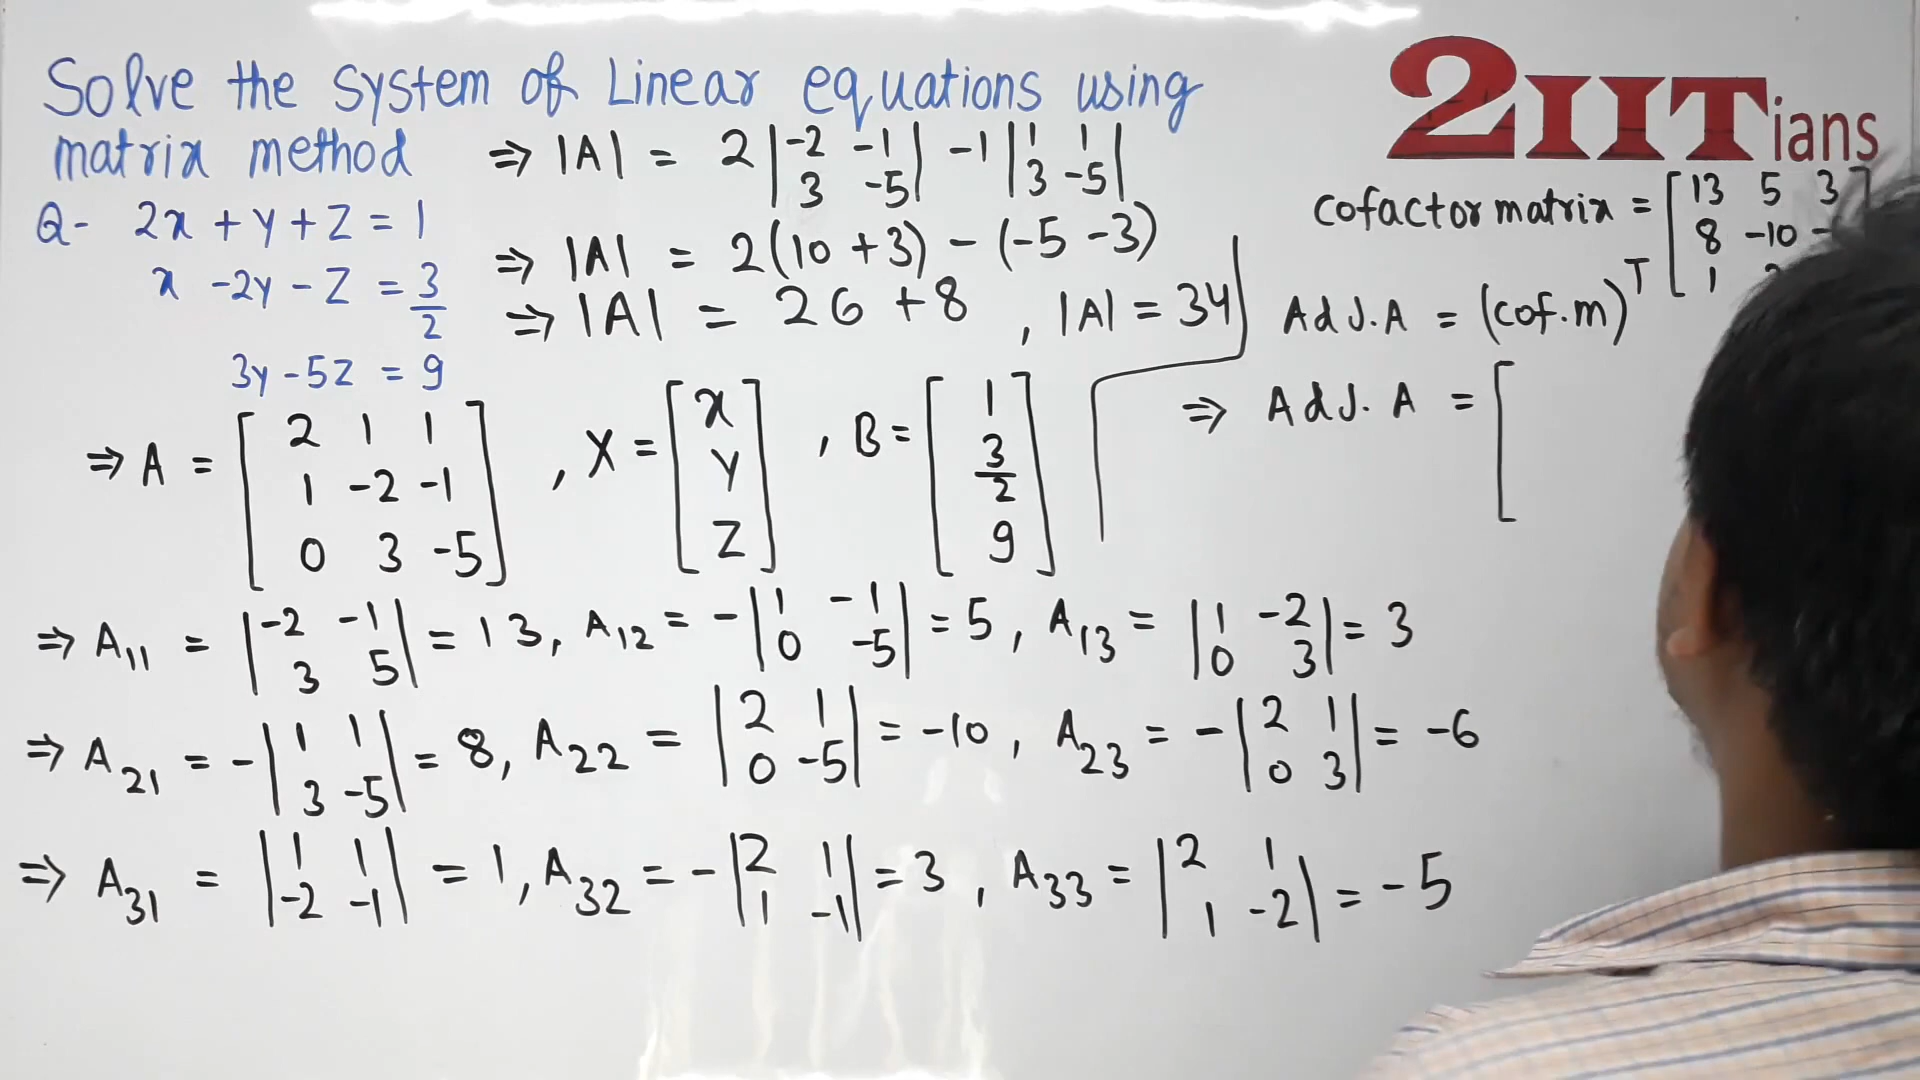 Solve the System of Linear equations using
matrix method
2IITians
Q- 2x + y + z = 1
x -2y - z = 3/2
3y -5z = 9
⇒ |A| = 2 |-2 -1| -1 |1 1|
3 -5 3 -5
⇒ |A| = 2(10 +3) - (-5 -3)
⇒ |A| = 26 +8 , |A| = 34
cofactor matrix = [13 5 3]
8 -10 -
1
Adj. A = (cof.m)^T
⇒ Adj. A = [
⇒ A = [2 1 1] , X = [x] , B = [1]
1 -2 -1 y 3/2
0 3 -5 z 9
⇒ A11 = |-2 -1| = 13, A12 = -|1 -1| = 5, A13 = |1 -2| = 3
3 5 0 -5 0 3
⇒ A21 = -|1 1| = 8, A22 = |2 1| = -10, A23 = -|2 1| = -6
3 -5 0 -5 0 3
⇒ A31 = |1 1| = 1, A32 = -|2 1| = 3, A33 = |2 1| = -5
-2 -1 1 -1 1 -2